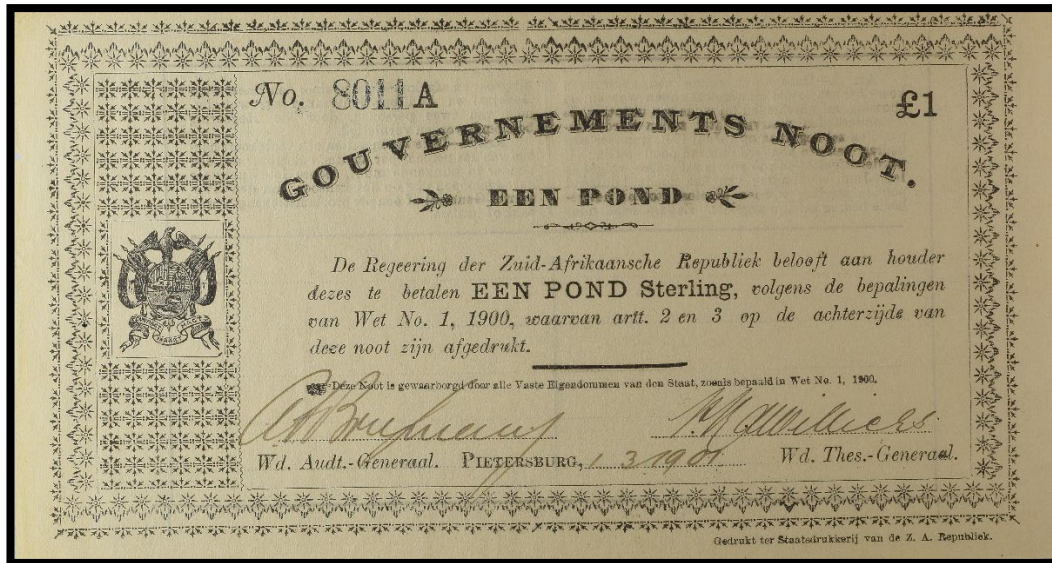 No. 8011 A
£1
GOUVERNEMENTS NOOT.
EEN POND
De Regeering der Zuid-Afrikaansche Republiek belooft aan houder
dezes te betalen EEN POND Sterling, volgens de bepalingen
van Wet No. 1, 1900, waarvan artt. 2 en 3 op de achterzijde van
deze noot zijn afgedrukt.
Deze Noot is gewaarborgd door alle Vaste Eigendommen van den Staat, zooals bepaald in Wet No. 1, 1900.
Wd. Audt.-Generaal. PIETERSBURG, 1 3 1901 Wd. Thes.-Generaal.
Gedrukt ter Staatsdrukkerij van de Z. A. Republiek.